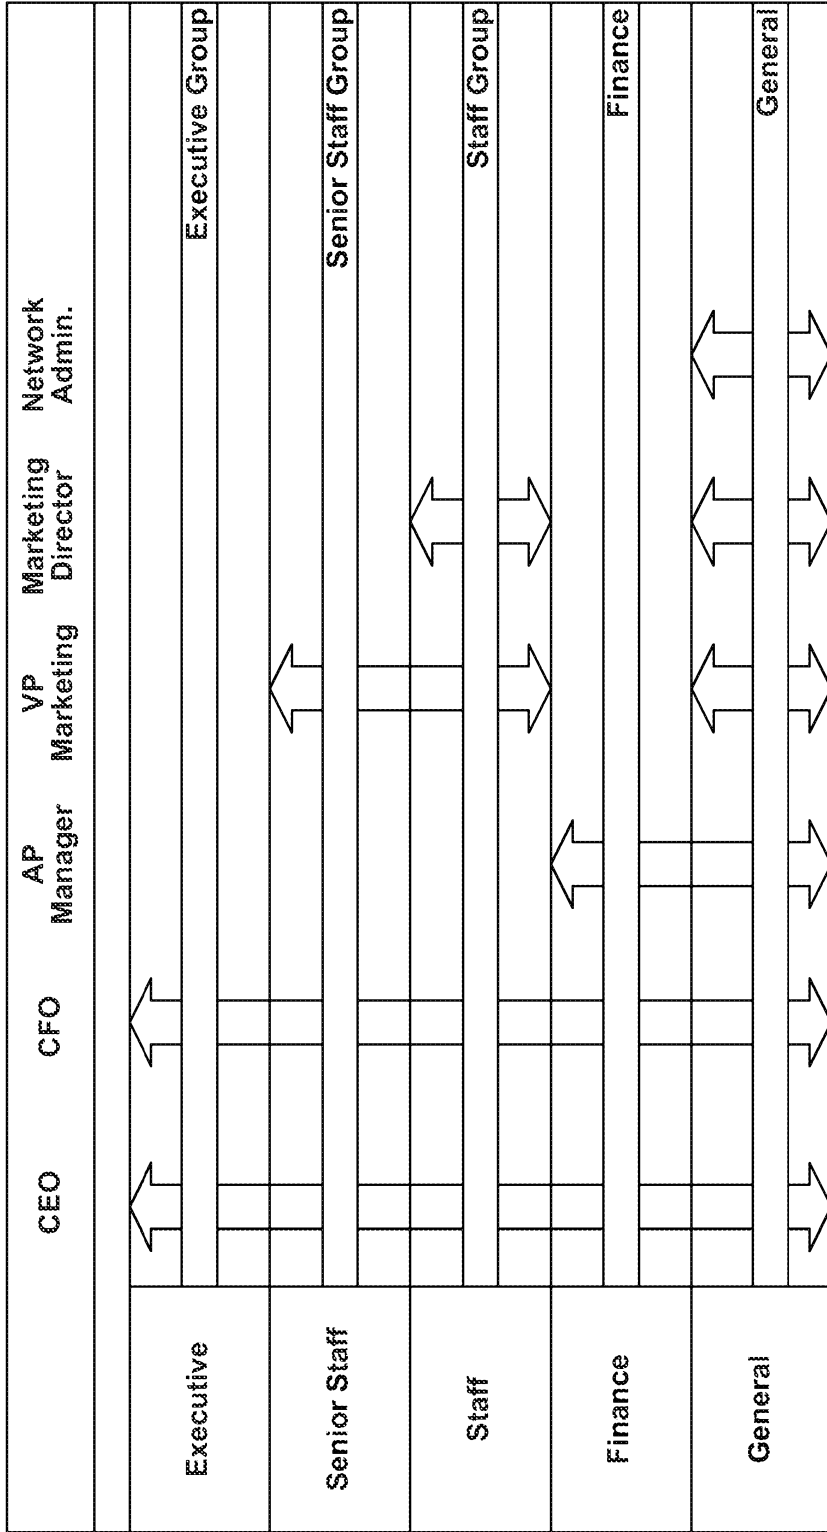 CEO
CFO
AP
Manager
VP
Marketing
Marketing
Director
Network
Admin.
Executive
Executive Group
Senior Staff
Senior Staff Group
Staff
Staff Group
Finance
Finance
General
General